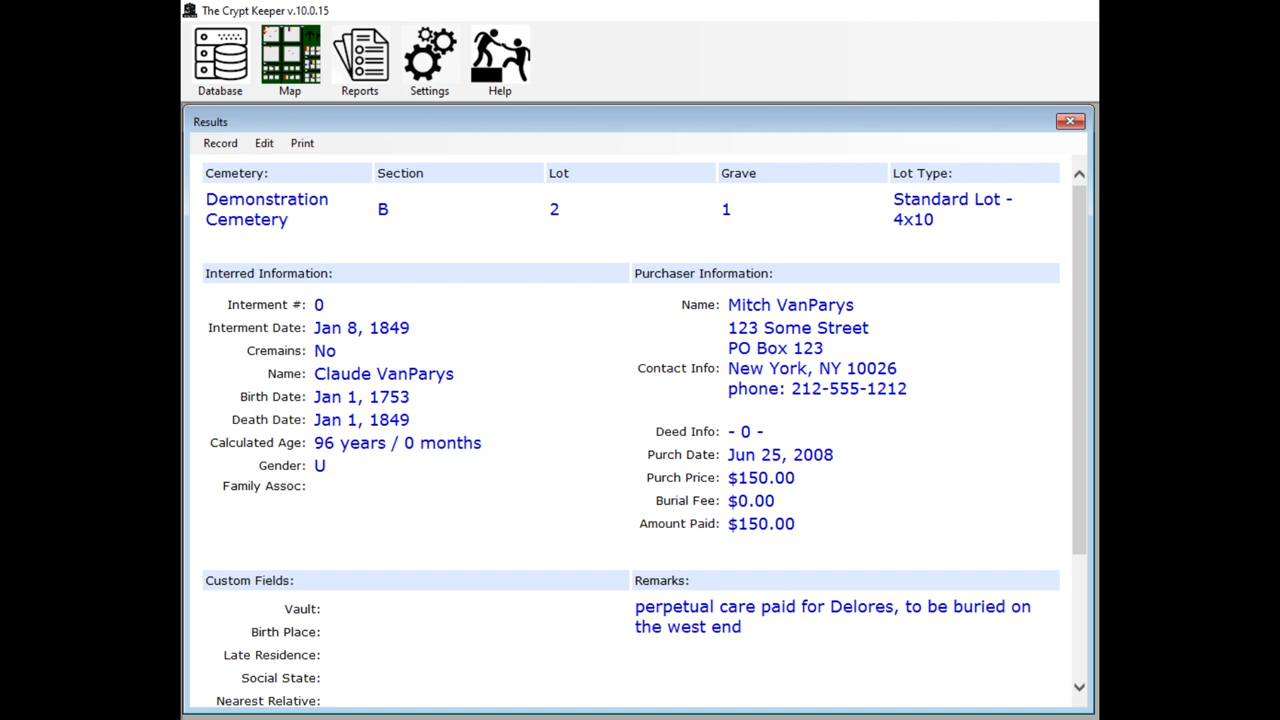 The Crypt Keeper v.10.0.15
Database Map Reports Settings Help
Results
Record Edit Print
Cemetery: Section Lot Grave Lot Type:
Demonstration Cemetery B 2 1 Standard Lot - 4x10
Interred Information:
Interment #: 0
Interment Date: Jan 8, 1849
Cremains: No
Name: Claude VanParys
Birth Date: Jan 1, 1753
Death Date: Jan 1, 1849
Calculated Age: 96 years / 0 months
Gender: U
Family Assoc:
Purchaser Information:
Name: Mitch VanParys
123 Some Street
PO Box 123
Contact Info: New York, NY 10026
phone: 212-555-1212
Deed Info: - 0 -
Purch Date: Jun 25, 2008
Purch Price: $150.00
Burial Fee: $0.00
Amount Paid: $150.00
Custom Fields:
Vault:
Birth Place:
Late Residence:
Social State:
Nearest Relative:
Remarks:
perpetual care paid for Delores, to be buried on
the west end